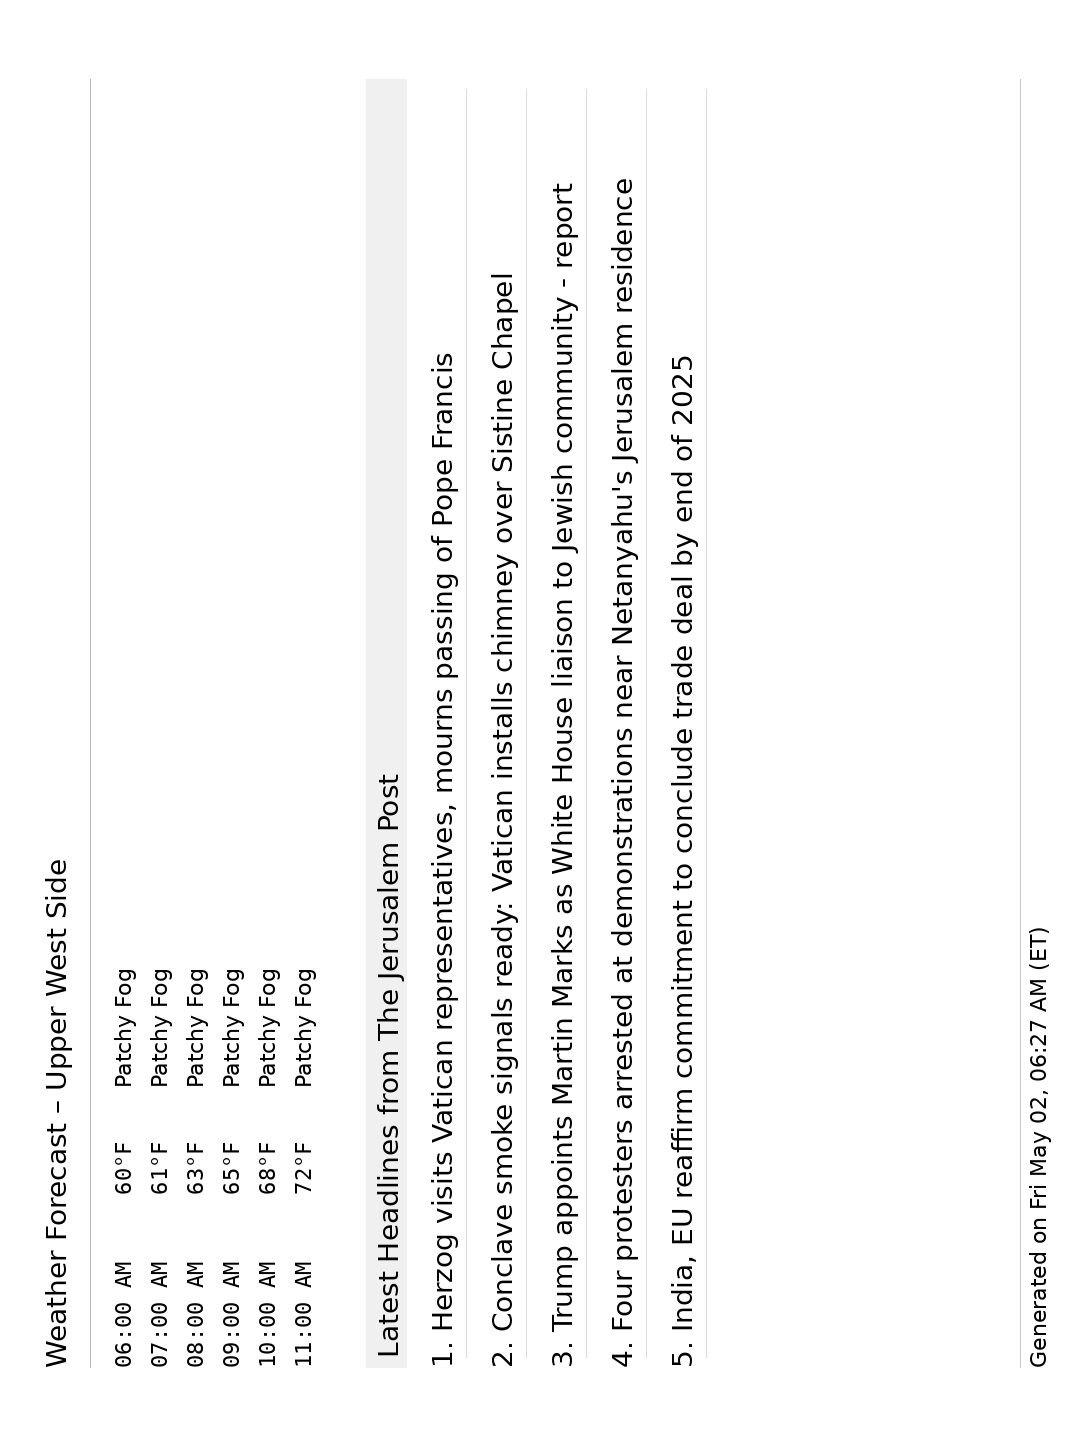 Weather Forecast – Upper West Side
06:00 AM 60°F Patchy Fog
07:00 AM 61°F Patchy Fog
08:00 AM 63°F Patchy Fog
09:00 AM 65°F Patchy Fog
10:00 AM 68°F Patchy Fog
11:00 AM 72°F Patchy Fog
Latest Headlines from The Jerusalem Post
1. Herzog visits Vatican representatives, mourns passing of Pope Francis
2. Conclave smoke signals ready: Vatican installs chimney over Sistine Chapel
3. Trump appoints Martin Marks as White House liaison to Jewish community - report
4. Four protesters arrested at demonstrations near Netanyahu's Jerusalem residence
5. India, EU reaffirm commitment to conclude trade deal by end of 2025
Generated on Fri May 02, 06:27 AM (ET)